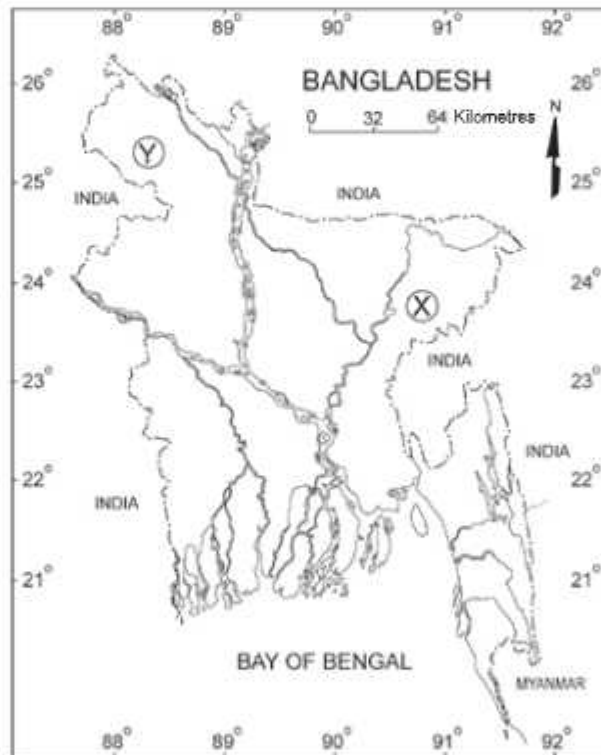 88° 89° 90° 91° 92°
26° 26°
BANGLADESH
0 32 64 Kilometres
N
Y
25° 25°
INDIA
INDIA
24° 24°
X
INDIA
23° 23°
INDIA
22° 22°
INDIA
21° 21°
BAY OF BENGAL
MYANMAR
88° 89° 90° 91° 92°